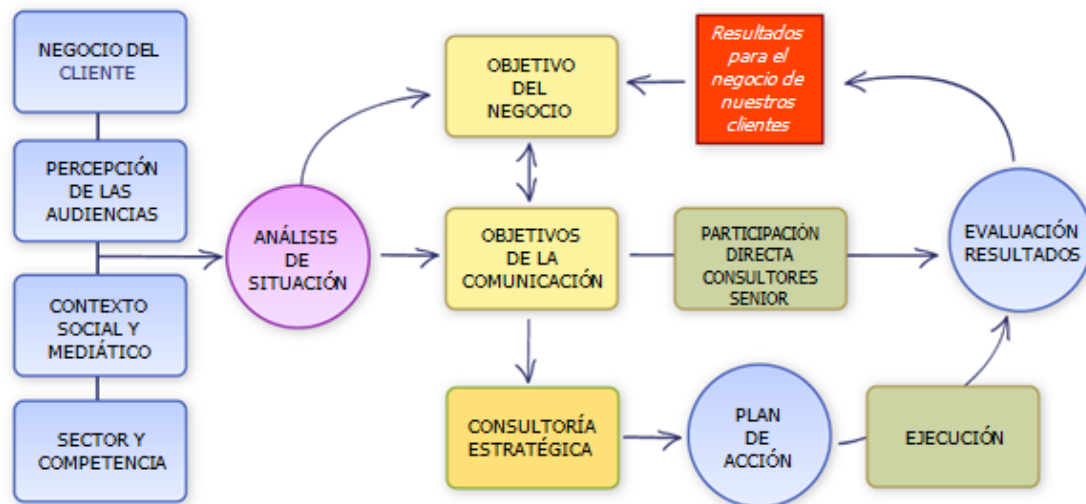 NEGOCIO DEL
CLIENTE
PERCEPCIÓN
DE LAS
AUDIENCIAS
CONTEXTO
SOCIAL Y
MEDIÁTICO
SECTOR Y
COMPETENCIA
ANÁLISIS
DE
SITUACIÓN
OBJETIVO
DEL
NEGOCIO
OBJETIVOS
DE LA
COMUNICACIÓN
CONSULTORÍA
ESTRATÉGICA
Resultados
para el
negocio de
nuestros
clientes
PARTICIPACIÓN
DIRECTA
CONSULTORES
SENIOR
PLAN
DE
ACCIÓN
EJECUCIÓN
EVALUACIÓN
RESULTADOS